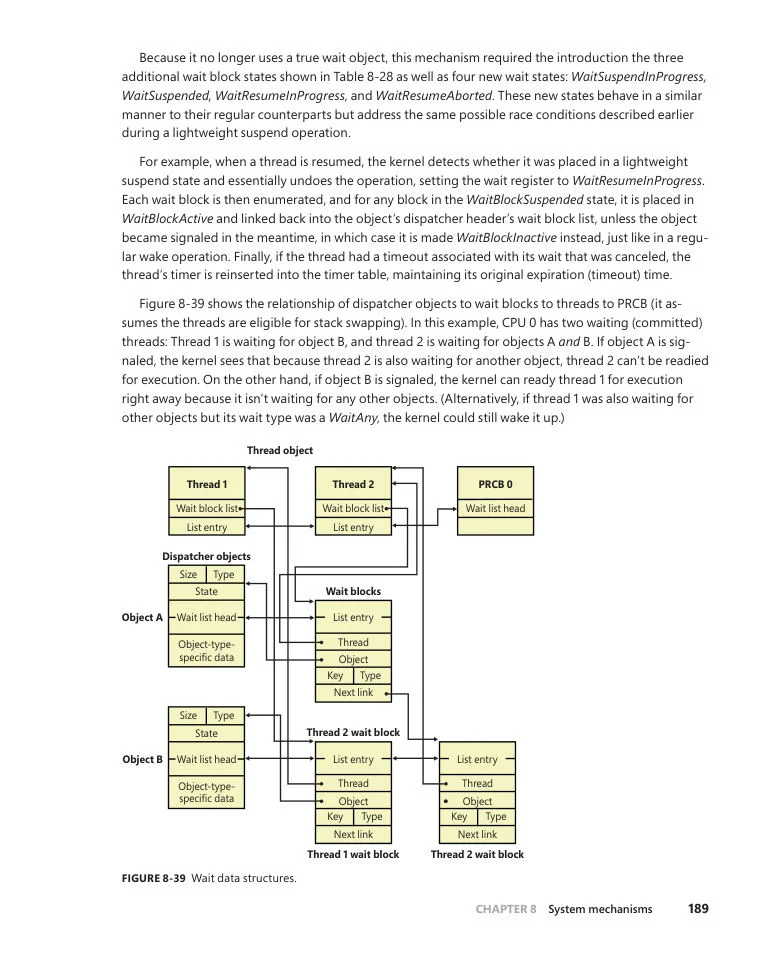 Because it no longer uses a true wait object, this mechanism required the introduction the three
additional wait block states shown in Table 8-28 as well as four new wait states: WaitSuspendInProgress,
WaitSuspended, WaitResumeInProgress, and WaitResumeAborted. These new states behave in a similar
manner to their regular counterparts but address the same possible race conditions described earlier
during a lightweight suspend operation.
For example, when a thread is resumed, the kernel detects whether it was placed in a lightweight
suspend state and essentially undoes the operation, setting the wait register to WaitResumeInProgress.
Each wait block is then enumerated, and for any block in the WaitBlockSuspended state, it is placed in
WaitBlockActive and linked back into the object's dispatcher header's wait block list, unless the object
became signaled in the meantime, in which case it is made WaitBlockInactive instead, just like in a regu-
lar wake operation. Finally, if the thread had a timeout associated with its wait that was canceled, the
thread's timer is reinserted into the timer table, maintaining its original expiration (timeout) time.
Figure 8-39 shows the relationship of dispatcher objects to wait blocks to threads to PRCB (it as-
sumes the threads are eligible for stack swapping). In this example, CPU 0 has two waiting (committed)
threads: Thread 1 is waiting for object B, and thread 2 is waiting for objects A and B. If object A is sig-
naled, the kernel sees that because thread 2 is also waiting for another object, thread 2 can't be readied
for execution. On the other hand, if object B is signaled, the kernel can ready thread 1 for execution
right away because it isn't waiting for any other objects. (Alternatively, if thread 1 was also waiting for
other objects but its wait type was a WaitAny, the kernel could still wake it up.)
Thread object
Thread 1
Wait block list
List entry
Thread 2
Wait block list
List entry
PRCB 0
Wait list head
Dispatcher objects
Size Type
State
Object A
Wait list head
Object-type-
specific data
Wait blocks
List entry
Thread
Object
Key Type
Next link
Thread 2 wait block
Size Type
State
Object B
Wait list head
Object-type-
specific data
List entry
Thread
Object
Key Type
Next link
Thread 1 wait block
List entry
Thread
Object
Key Type
Next link
Thread 2 wait block
FIGURE 8-39 Wait data structures.
CHAPTER 8 System mechanisms 189